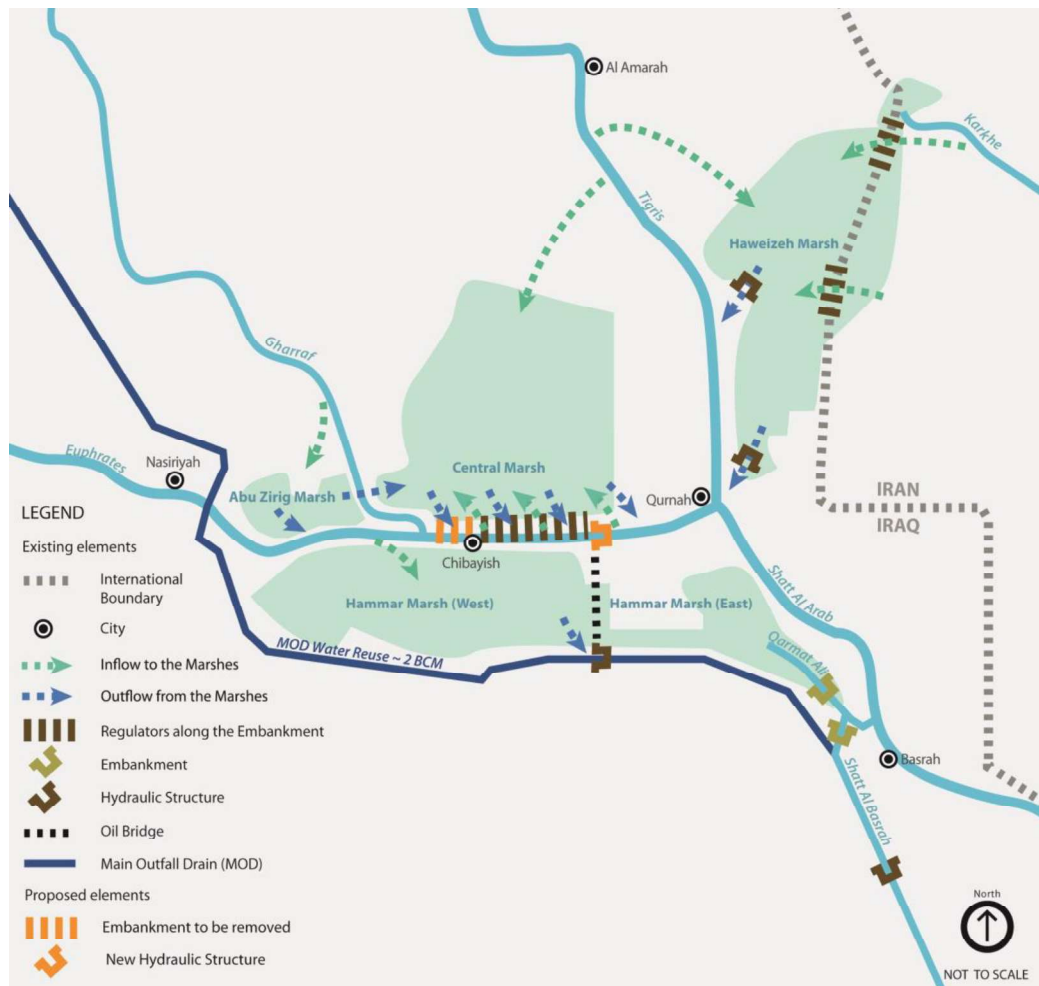 Al Amarah
Karkhe
Tigris
Haweizeh Marsh
Gharraf
Euphrates
Nasiriyah
Central Marsh
Abu Zirig Marsh
Qurnah
IRAN
IRAQ
Chibayish
Hammar Marsh (West)
Hammar Marsh (East)
Shatt Al Arab
MOD Water Reuse ~ 2 BCM
Qarmat Ali
Basrah
Shatt Al Basrah
LEGEND
Existing elements
International
Boundary
City
Inflow to the Marshes
Outflow from the Marshes
Regulators along the Embankment
Embankment
Hydraulic Structure
Oil Bridge
Main Outfall Drain (MOD)
Proposed elements
Embankment to be removed
New Hydraulic Structure
North
NOT TO SCALE